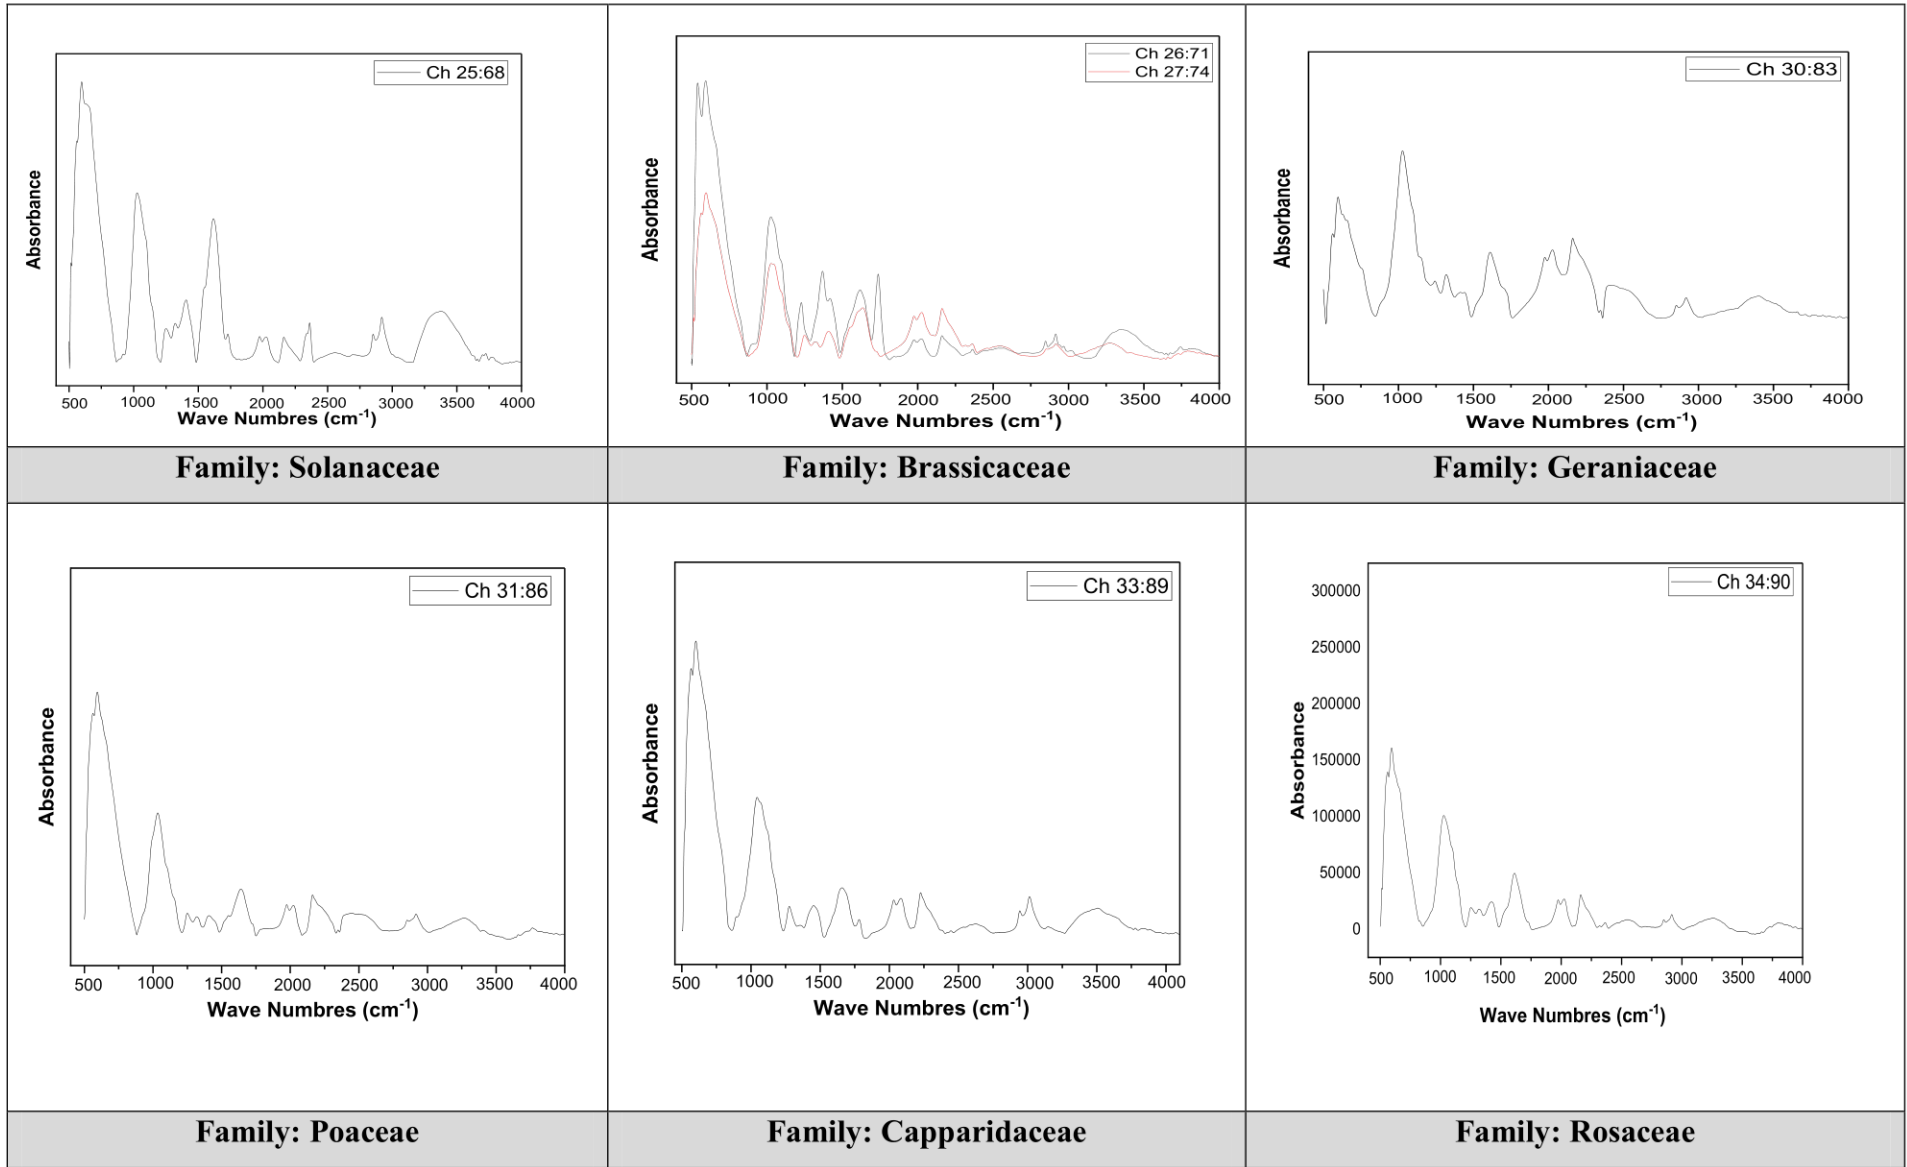 Ch 25:68
Absorbance
500 1000 1500 2000 2500 3000 3500 4000
Wave Numbres (cm⁻¹)
Family: Solanaceae
Ch 26:71
Ch 27:74
Absorbance
500 1000 1500 2000 2500 3000 3500 4000
Wave Numbres (cm⁻¹)
Family: Brassicaceae
Ch 30:83
Absorbance
500 1000 1500 2000 2500 3000 3500 4000
Wave Numbres (cm⁻¹)
Family: Geraniaceae
Ch 31:86
Absorbance
500 1000 1500 2000 2500 3000 3500 4000
Wave Numbres (cm⁻¹)
Family: Poaceae
Ch 33:89
Absorbance
500 1000 1500 2000 2500 3000 3500 4000
Wave Numbres (cm⁻¹)
Family: Capparidaceae
Ch 34:90
300000
250000
200000
150000
100000
50000
0
Absorbance
500 1000 1500 2000 2500 3000 3500 4000
Wave Numbres (cm⁻¹)
Family: Rosaceae